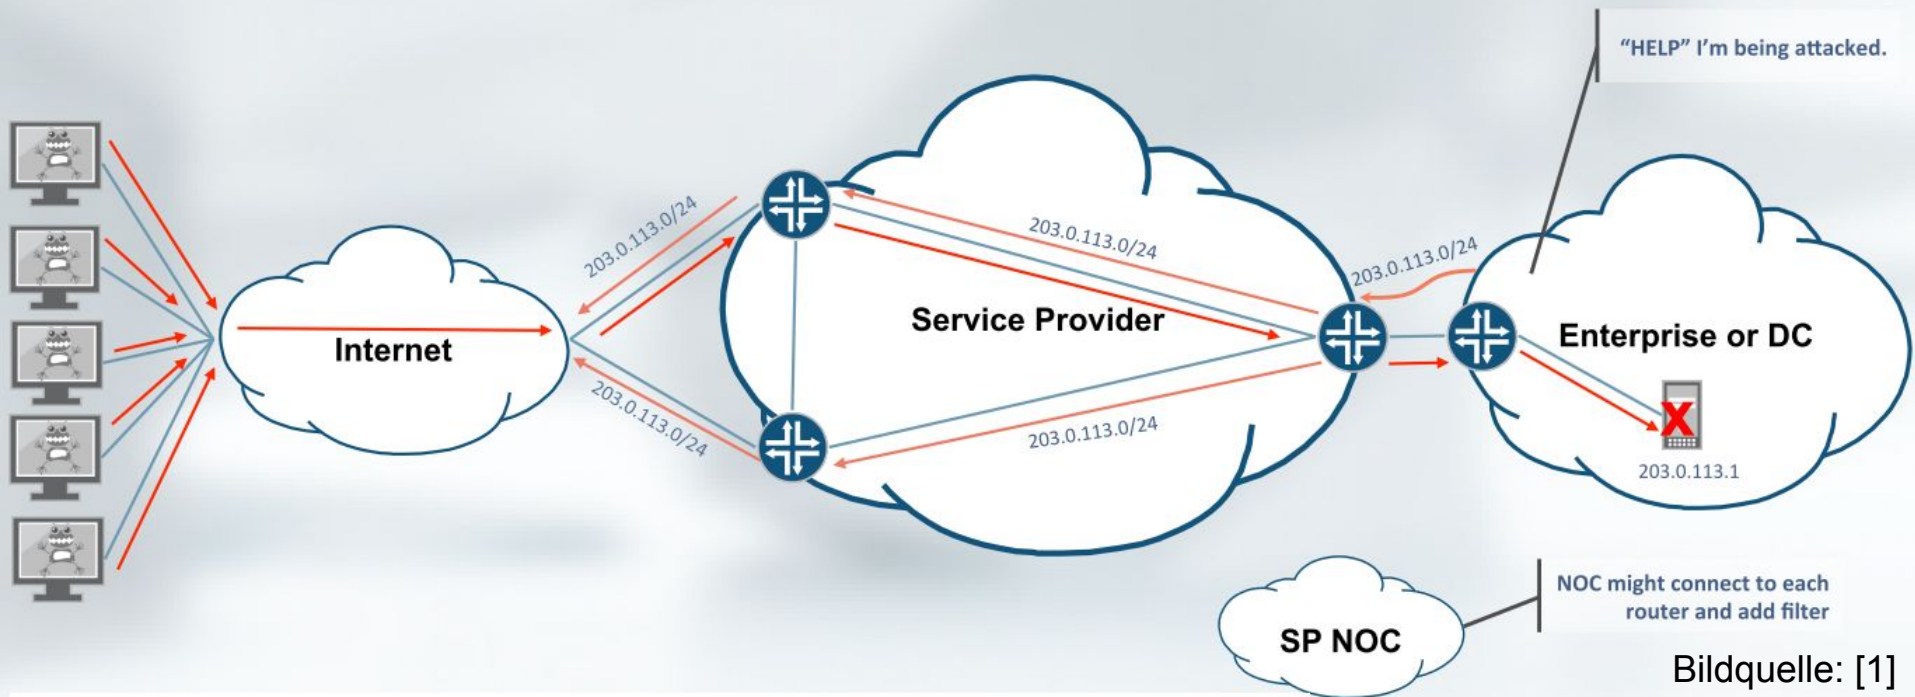 “HELP” I'm being attacked.
203.0.113.0/24
203.0.113.0/24
203.0.113.0/24
Service Provider
Internet
Enterprise or DC
203.0.113.0/24
203.0.113.0/24
203.0.113.1
NOC might connect to each
router and add filter
SP NOC
Bildquelle: [1]